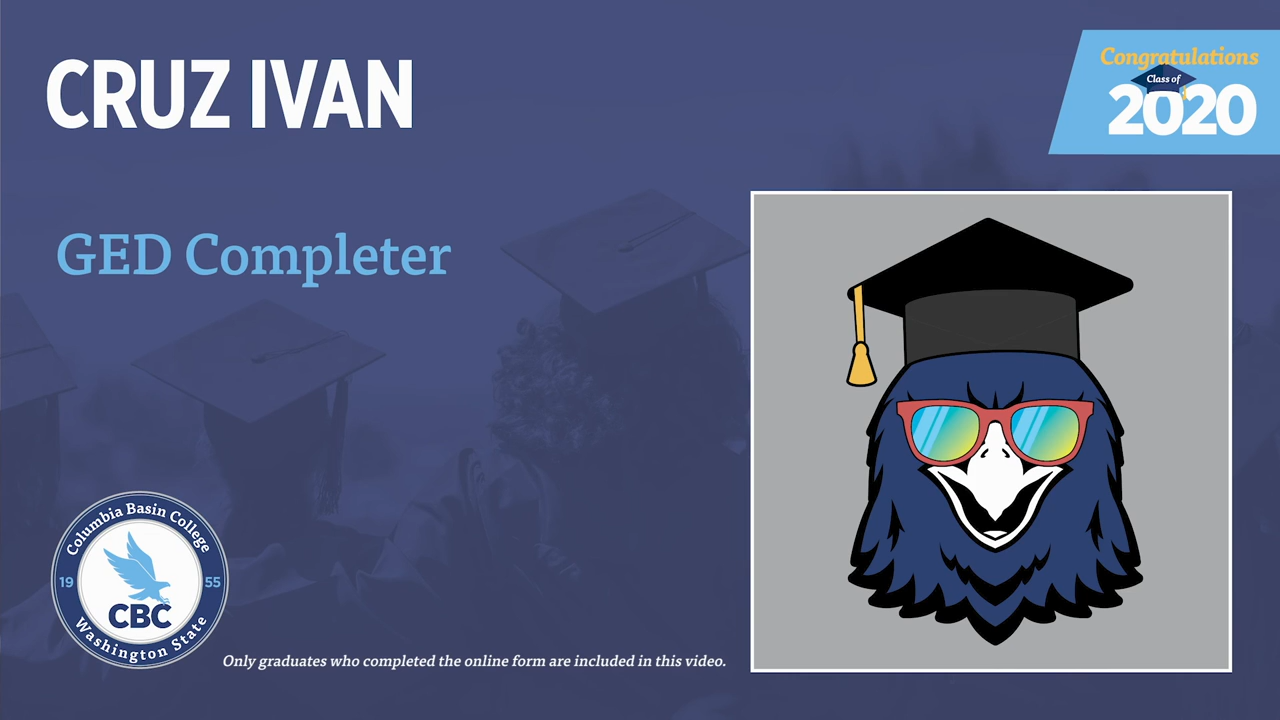 CRUZ IVAN
Congratulations
Class of
2020
GED Completer
Columbia Basin College
19 55
CBC
Washington State
Only graduates who completed the online form are included in this video.